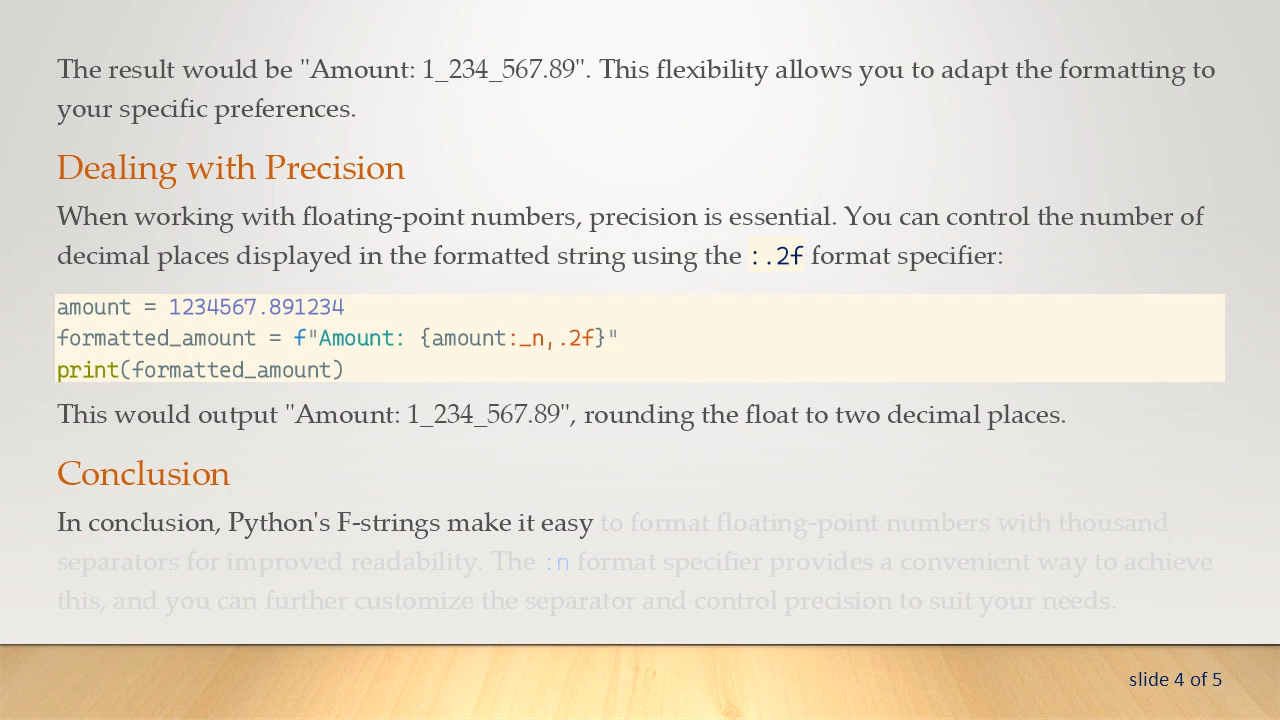 The result would be "Amount: 1_234_567.89". This flexibility allows you to adapt the formatting to
your specific preferences.
Dealing with Precision
When working with floating-point numbers, precision is essential. You can control the number of
decimal places displayed in the formatted string using the :.2f format specifier:
amount = 1234567.891234
formatted_amount = f"Amount: {amount:_n,.2f}"
print(formatted_amount)
This would output "Amount: 1_234_567.89", rounding the float to two decimal places.
Conclusion
In conclusion, Python's F-strings make it easy to format floating-point numbers with thousand
separators for improved readability. The :n format specifier provides a convenient way to achieve
this, and you can further customize the separator and control precision to suit your needs.
slide 4 of 5